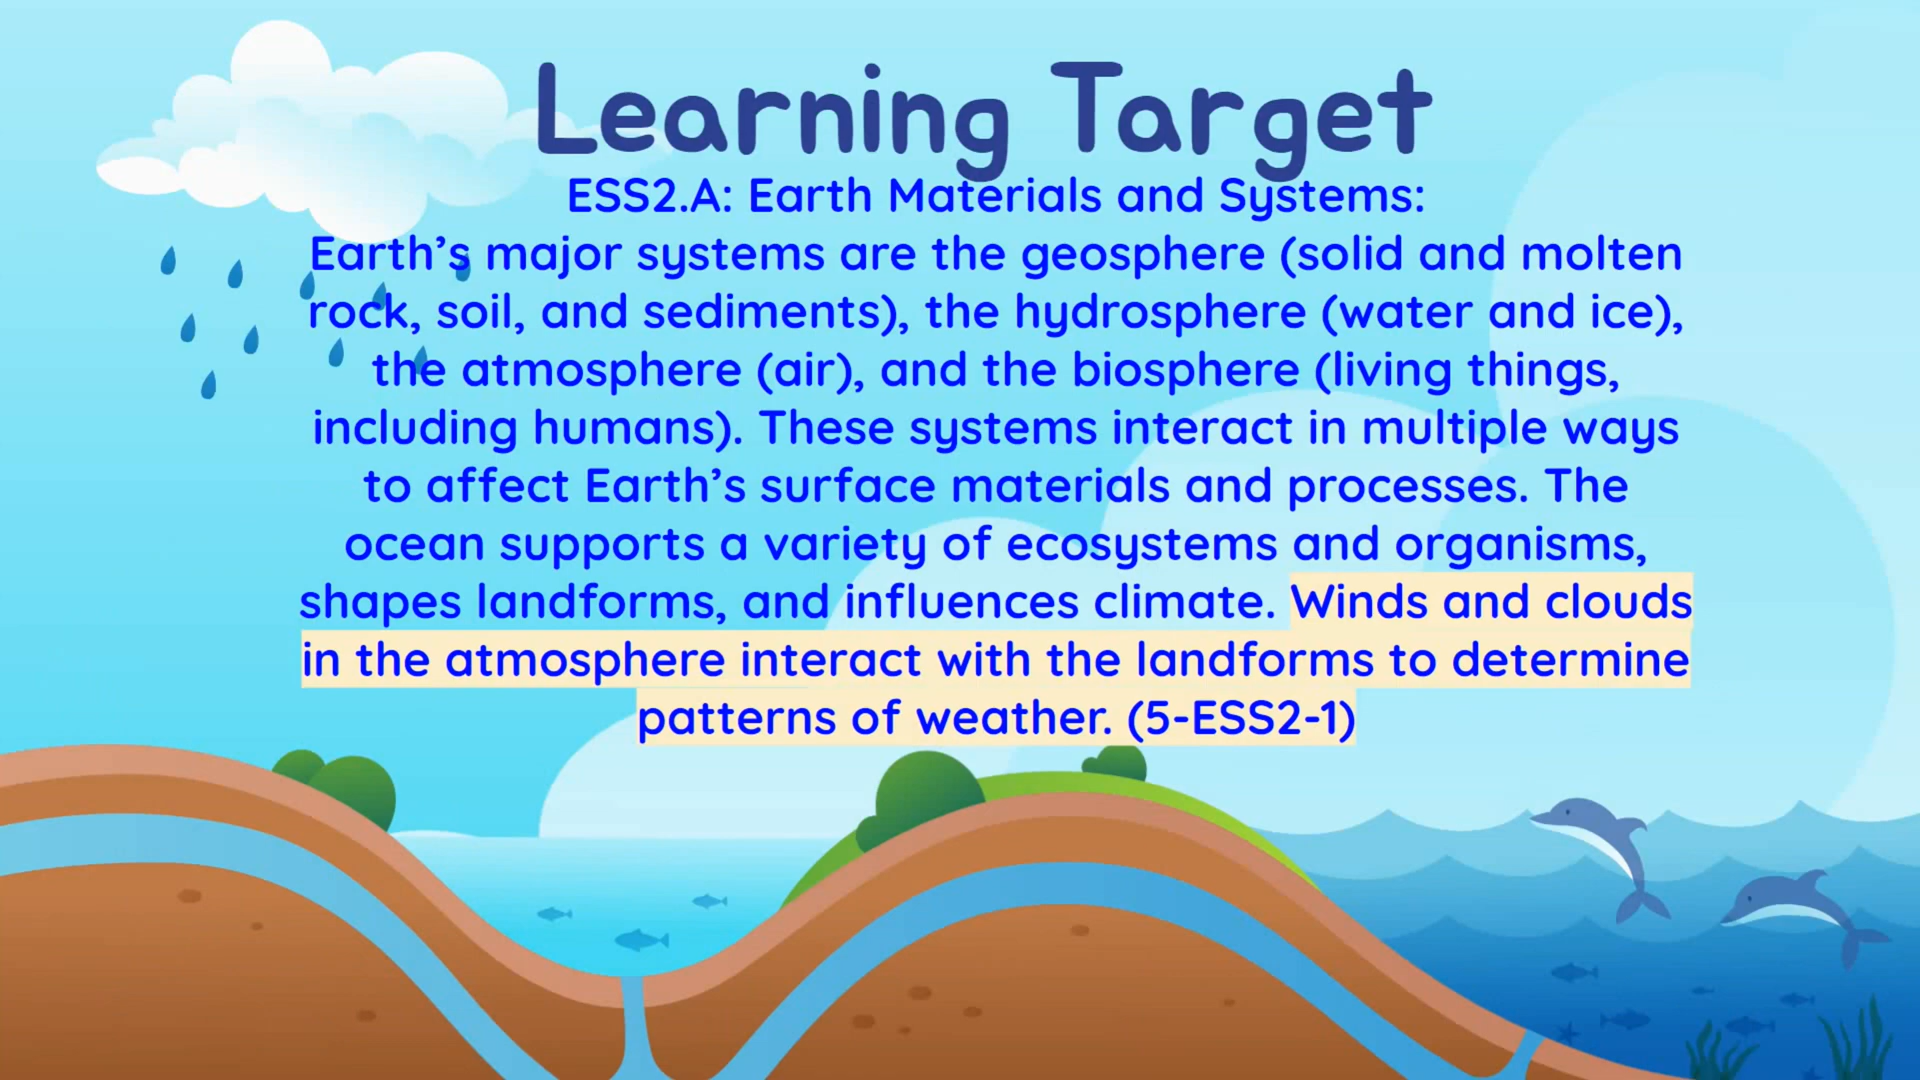 Learning Target
ESS2.A: Earth Materials and Systems:
Earth’s major systems are the geosphere (solid and molten
rock, soil, and sediments), the hydrosphere (water and ice),
the atmosphere (air), and the biosphere (living things,
including humans). These systems interact in multiple ways
to affect Earth’s surface materials and processes. The
ocean supports a variety of ecosystems and organisms,
shapes landforms, and influences climate. Winds and clouds
in the atmosphere interact with the landforms to determine
patterns of weather. (5-ESS2-1)